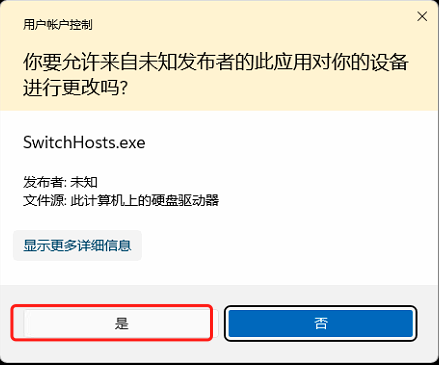 用户帐户控制
你要允许来自未知发布者的此应用对你的设备
进行更改吗?
SwitchHosts.exe
发布者: 未知
文件源: 此计算机上的硬盘驱动器
显示更多详细信息
是
否